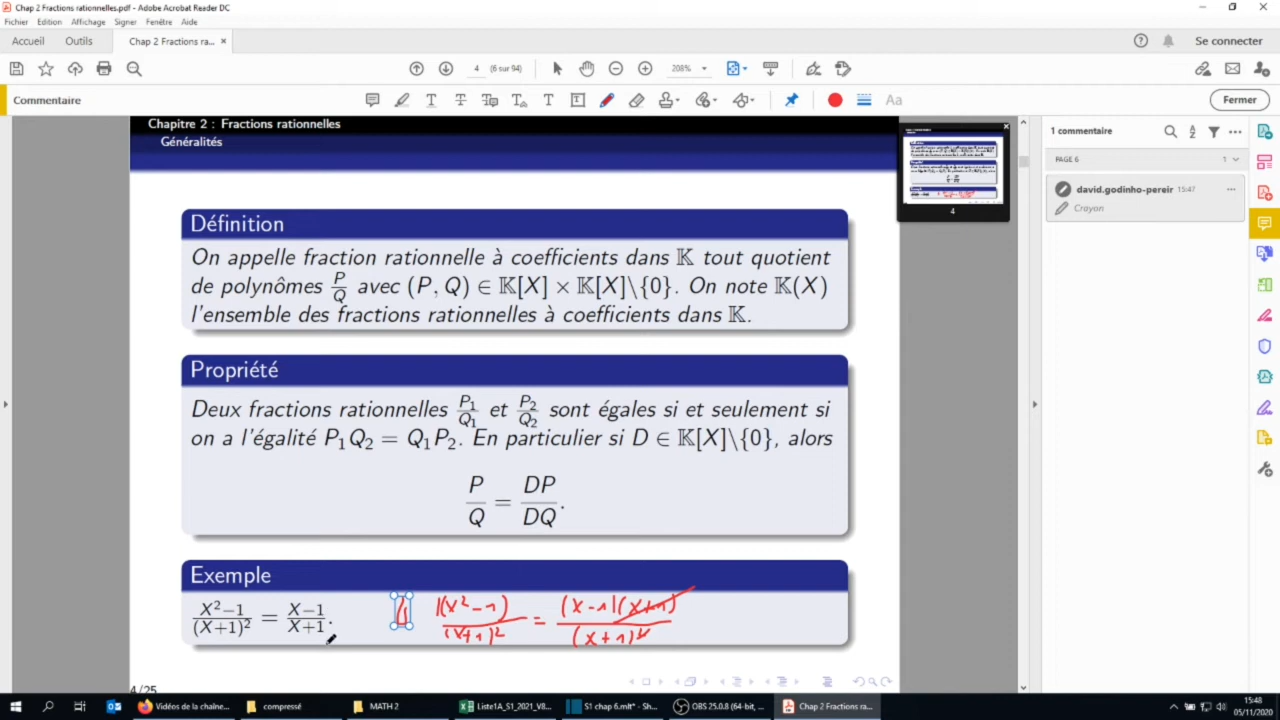 Chap 2 Fractions rationnelles.pdf - Adobe Acrobat Reader DC
Fichier Edition Affichage Signer Fenêtre Aide
Accueil Outils Chap 2 Fractions ra... × Se connecter
4 (6 sur 94) 208%
Commentaire Aa Fermer
Chapitre 2 : Fractions rationnelles
Généralités
Définition
On appelle fraction rationnelle à coefficients dans 𝕂 tout quotient
de polynômes P/Q avec (P, Q) ∈ 𝕂[X] × 𝕂[X]\{0}. On note 𝕂(X)
l'ensemble des fractions rationnelles à coefficients dans 𝕂.
Propriété
Deux fractions rationnelles P₁/Q₁ et P₂/Q₂ sont égales si et seulement si
on a l'égalité P₁Q₂ = Q₁P₂. En particulier si D ∈ 𝕂[X]\{0}, alors
P/Q = DP/DQ.
Exemple
X²−1/(X+1)² = X−1/X+1.
(X²−1)/(X+1)² = (X−1)(X+1)/(X+1)²
4/25
4
1 commentaire
PAGE 6 1
david.godinho-pereir 15:47 ...
Crayon
Vidéos de la chaîne... compressé MATH 2 Liste1A_S1_2021_V8... S1 chap 6.mlt* - Sh... OBS 25.0.8 (64-bit, ... Chap 2 Fractions ra... 15:48
05/11/2020